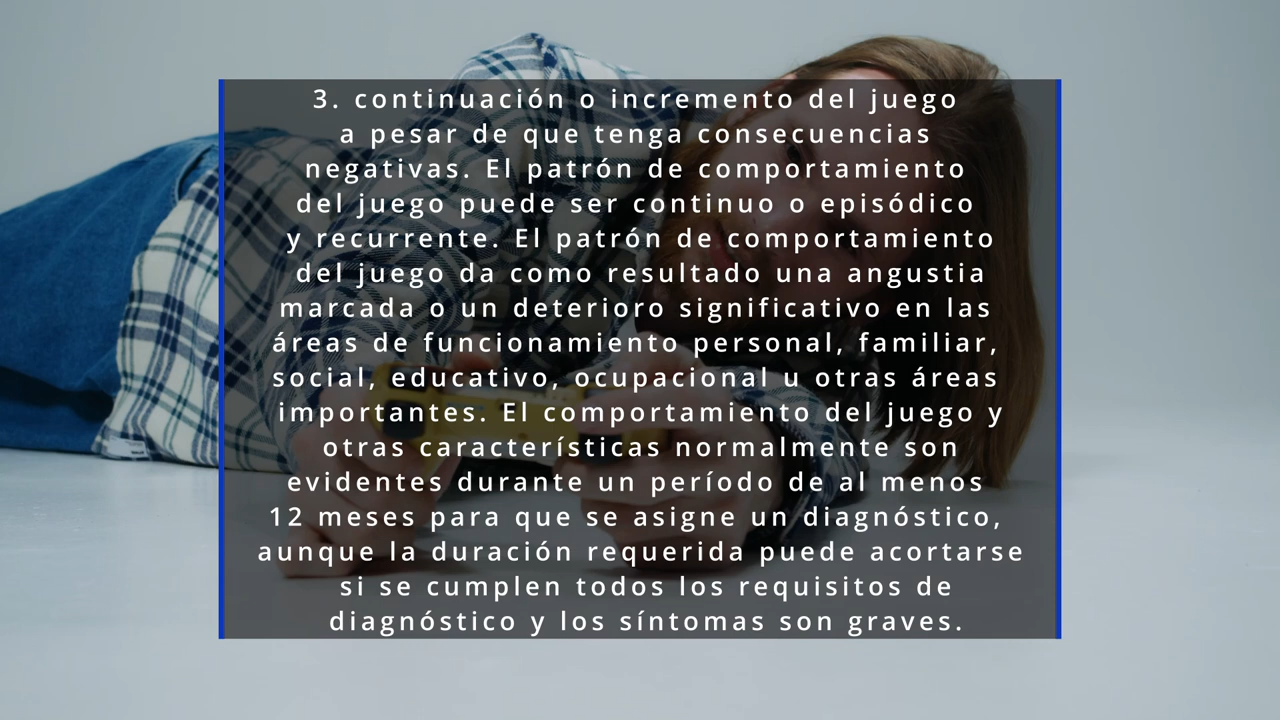 3. continuación o incremento del juego
a pesar de que tenga consecuencias
negativas. El patrón de comportamiento
del juego puede ser continuo o episódico
y recurrente. El patrón de comportamiento
del juego da como resultado una angustia
marcada o un deterioro significativo en las
áreas de funcionamiento personal, familiar,
social, educativo, ocupacional u otras áreas
importantes. El comportamiento del juego y
otras características normalmente son
evidentes durante un período de al menos
12 meses para que se asigne un diagnóstico,
aunque la duración requerida puede acortarse
si se cumplen todos los requisitos de
diagnóstico y los síntomas son graves.